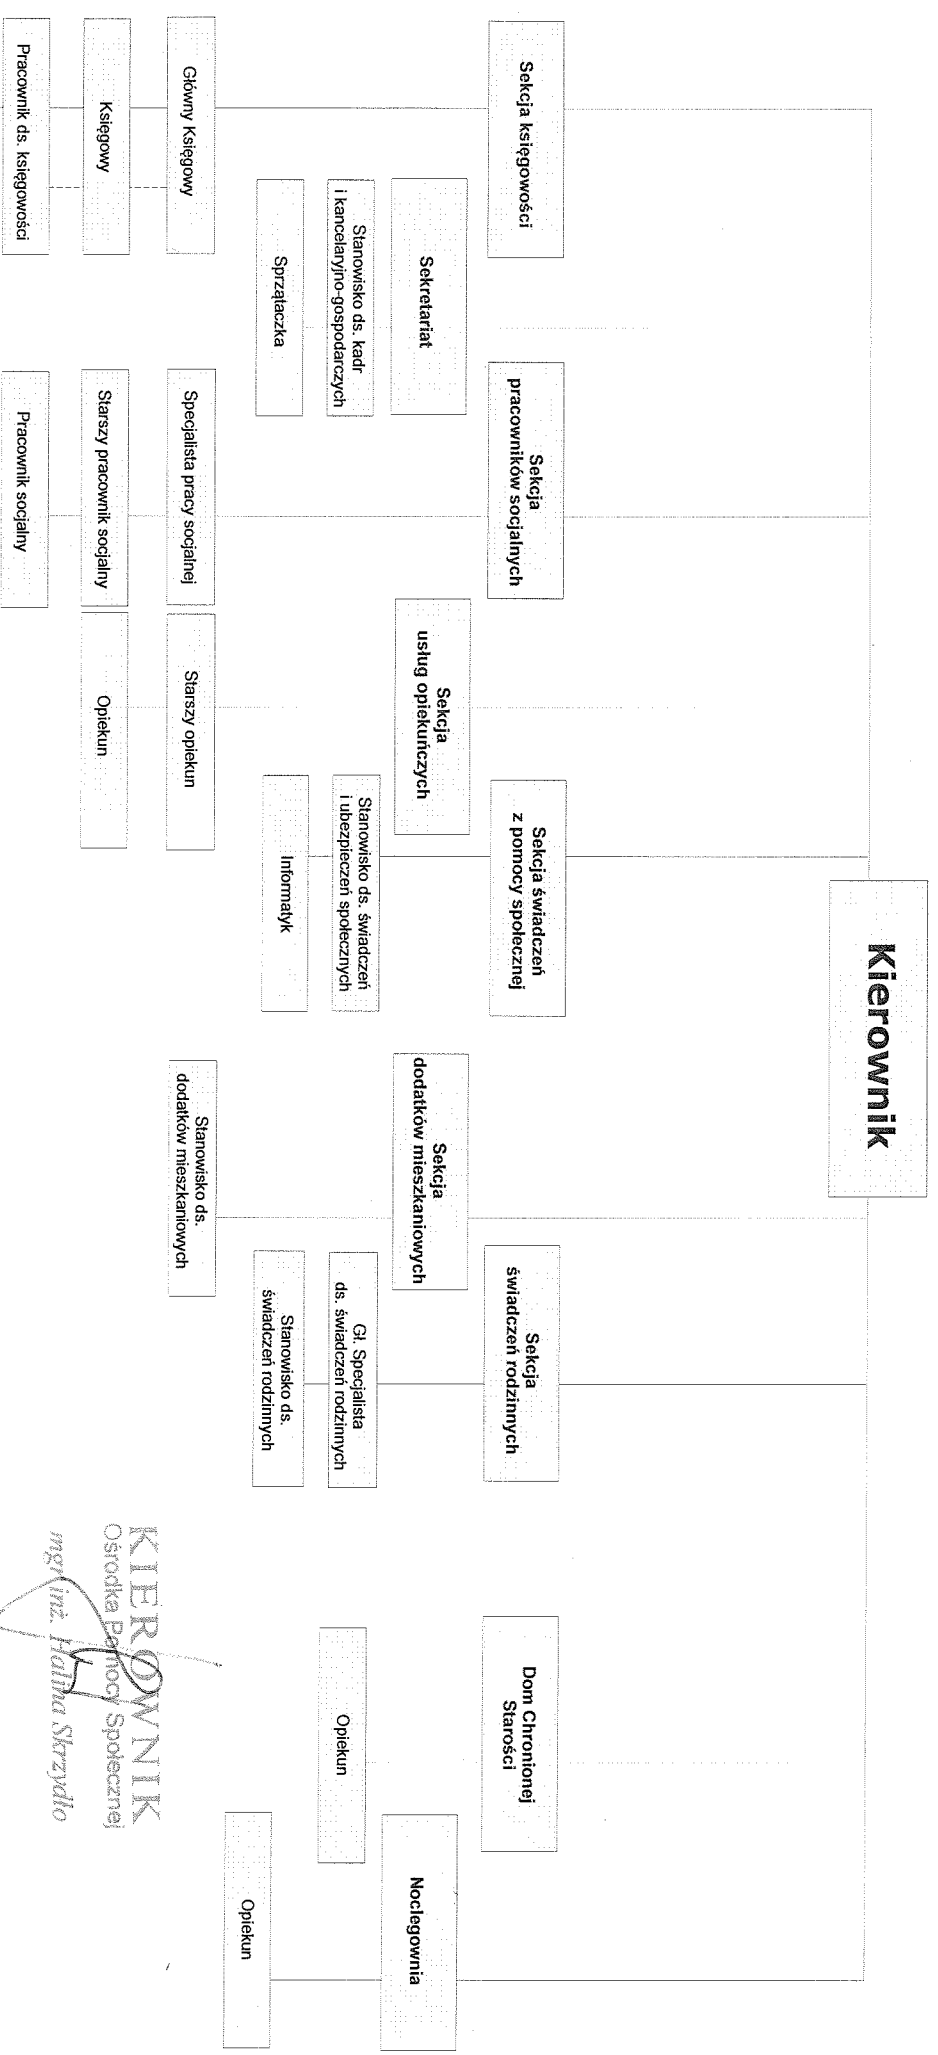 Kierownik
Sekcja księgowości
Główny Księgowy
Księgowy
Pracownik ds. księgowości
Sekretariat
Stanowisko ds. kadr
i kancelaryjno-gospodarczych
Sprzątaczka
Sekcja
pracowników socjalnych
Specjalista pracy socjalnej
Starszy pracownik socjalny
Pracownik socjalny
Sekcja
usług opiekuńczych
Starszy opiekun
Opiekun
Sekcja świadczeń
z pomocy społecznej
Stanowisko ds. świadczeń
i ubezpieczeń społecznych
Informatyk
Sekcja
dodatków mieszkaniowych
Stanowisko ds.
dodatków mieszkaniowych
Sekcja
świadczeń rodzinnych
Gł. Specjalista
ds. świadczeń rodzinnych
Stanowisko ds.
świadczeń rodzinnych
Dom Chronionej
Starości
Opiekun
Noclegownia
Opiekun
KIEROWNIK
Ośrodka Pomocy Społecznej
mgr inż. Halina Skrzydło